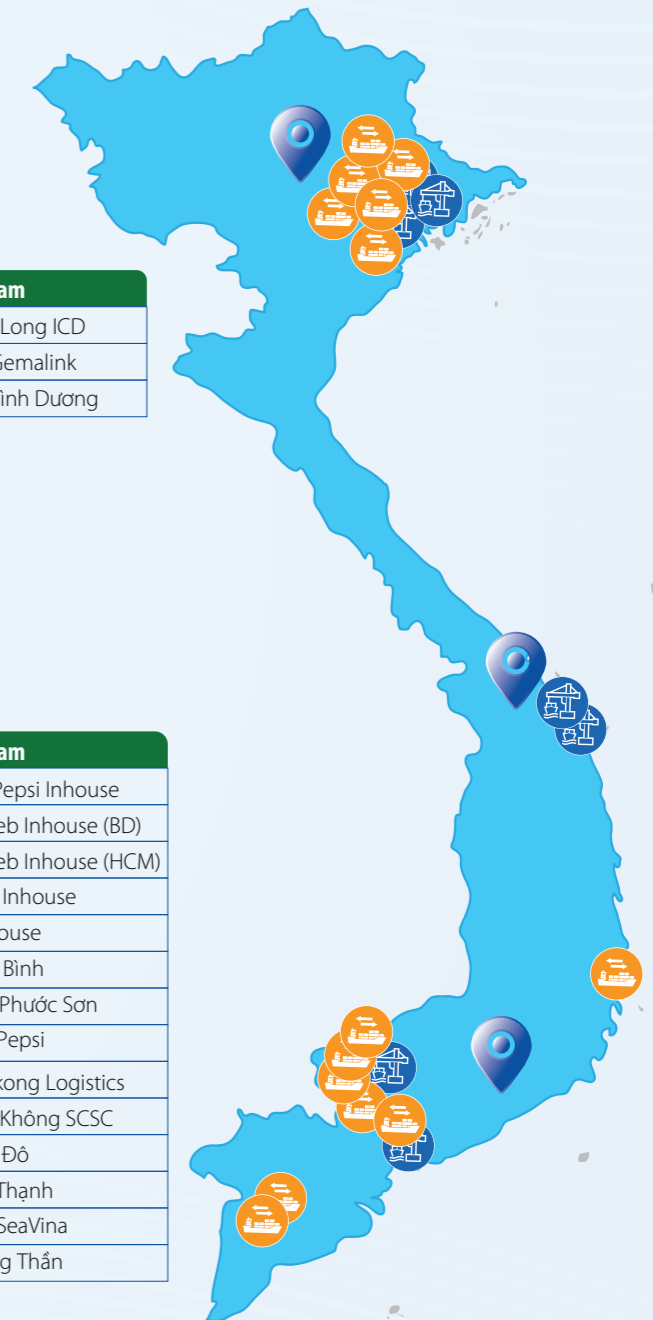 am
Long ICD
Gemalink
ình Dương
am
Pepsi Inhouse
eb Inhouse (BD)
eb Inhouse (HCM)
Inhouse
ouse
Bình
Phước Sơn
Pepsi
kong Logistics
Không SCSC
Đô
Thạnh
SeaVina
g Thần